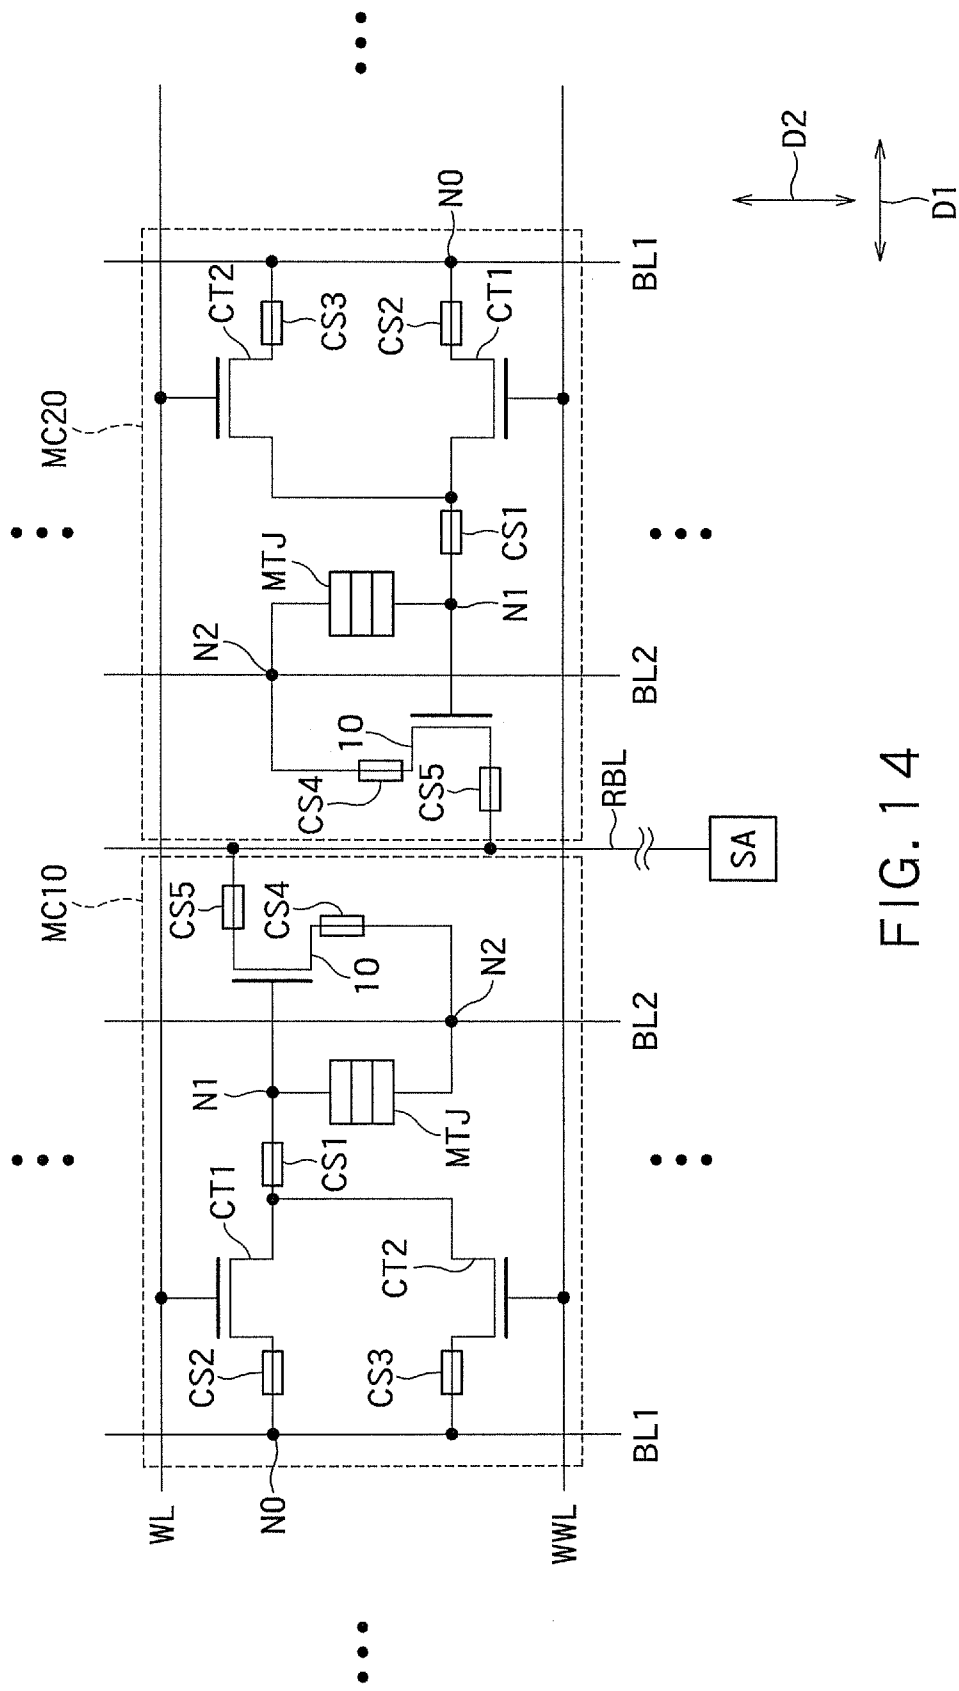 MC10
MC20
WL
N0
CS2
CT1
CS1
N1
CS5
N2
CT2
CS3
CS4
10
MTJ
CS3
CT2
MTJ
N2
CS4
10
CS5
N1
CS1
CS2
CT1
N0
WWL
BL1
BL2
RBL
BL2
BL1
SA
D2
D1
FIG.14